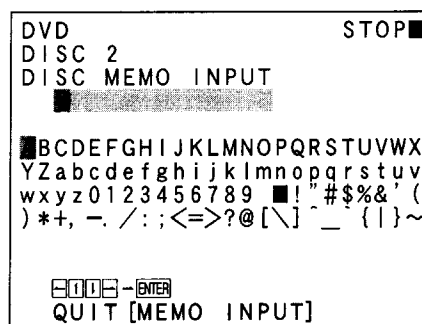 DVD STOP■
DISC 2
DISC MEMO INPUT
■BCDEFGHIJKLMNOPQRSTUVWX
YZabcdefghijklmnopqrstuv
wxyz0123456789 ■!"#$%&'(
)*+,-./:;<=>?@[\]^_`{|}~
←↑↓→-ENTER
QUIT [MEMO INPUT]